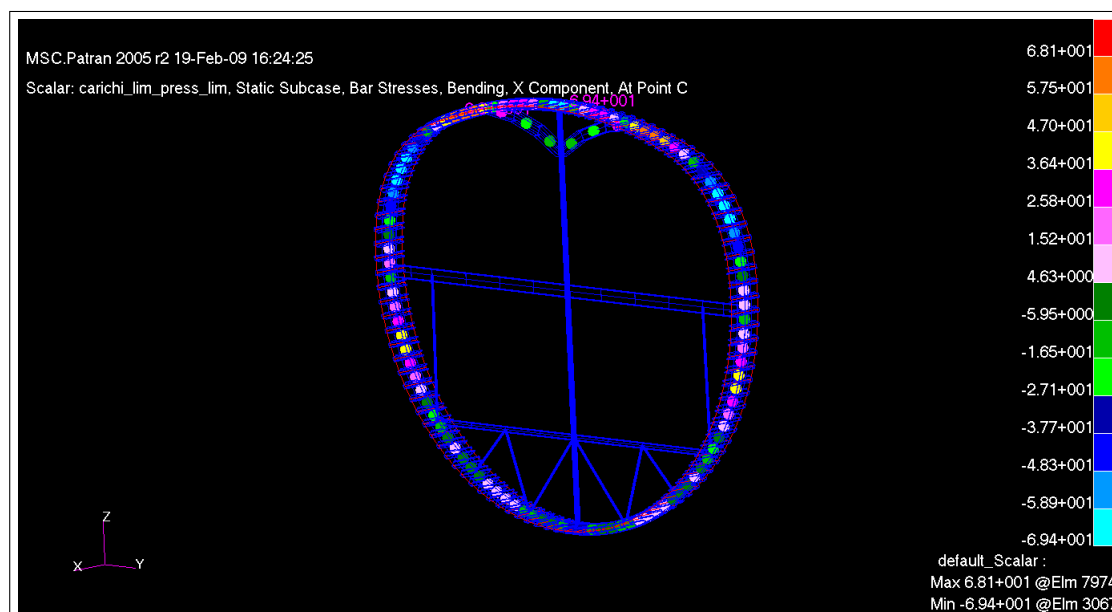 MSC.Patran 2005 r2 19-Feb-09 16:24:25
Scalar: carichi_lim_press_lim, Static Subcase, Bar Stresses, Bending, X Component, At Point C
6.94+001
6.81+001
5.75+001
4.70+001
3.64+001
2.58+001
1.52+001
4.63+000
-5.95+000
-1.65+001
-2.71+001
-3.77+001
-4.83+001
-5.89+001
-6.94+001
Z
X
Y
default_Scalar :
Max 6.81+001 @Elm 7974
Min -6.94+001 @Elm 3067